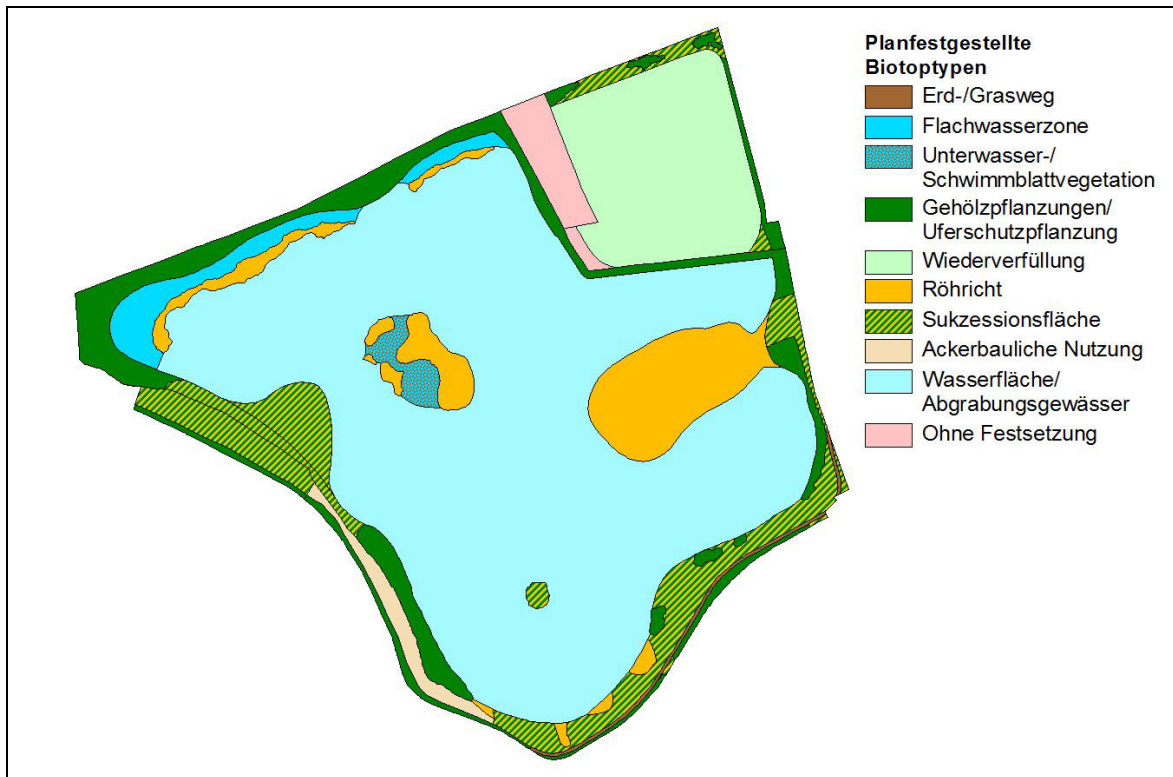 Planfestgestellte
Biotoptypen
Erd-/Grasweg
Flachwasserzone
Unterwasser-/
Schwimmblattvegetation
Gehölzpflanzungen/
Uferschutzpflanzung
Wiederverfüllung
Röhricht
Sukzessionsfläche
Ackerbauliche Nutzung
Wasserfläche/
Abgrabungsgewässer
Ohne Festsetzung